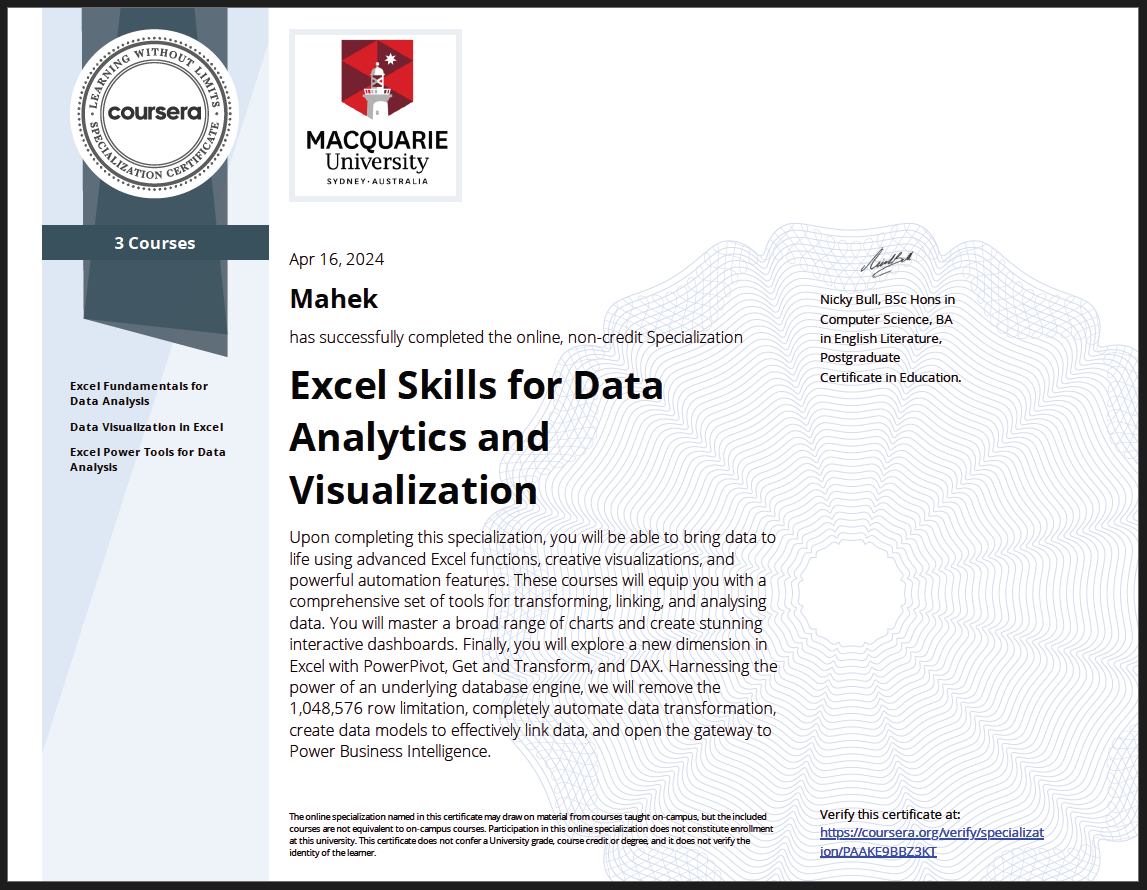 LEARNING WITHOUT LIMITS
coursera
SPECIALIZATION CERTIFICATE
3 Courses
Excel Fundamentals for
Data Analysis
Data Visualization in Excel
Excel Power Tools for Data
Analysis
MACQUARIE
University
SYDNEY·AUSTRALIA
Apr 16, 2024
Mahek
has successfully completed the online, non-credit Specialization
Excel Skills for Data
Analytics and
Visualization
Upon completing this specialization, you will be able to bring data to
life using advanced Excel functions, creative visualizations, and
powerful automation features. These courses will equip you with a
comprehensive set of tools for transforming, linking, and analysing
data. You will master a broad range of charts and create stunning
interactive dashboards. Finally, you will explore a new dimension in
Excel with PowerPivot, Get and Transform, and DAX. Harnessing the
power of an underlying database engine, we will remove the
1,048,576 row limitation, completely automate data transformation,
create data models to effectively link data, and open the gateway to
Power Business Intelligence.
The online specialization named in this certificate may draw on material from courses taught on-campus, but the included
courses are not equivalent to on-campus courses. Participation in this online specialization does not constitute enrollment
at this university. This certificate does not confer a University grade, course credit or degree, and it does not verify the
identity of the learner.
Nicky Bull, BSc Hons in
Computer Science, BA
in English Literature,
Postgraduate
Certificate in Education.
Verify this certificate at:
https://coursera.org/verify/specializat
ion/PAAKE9BBZ3KT